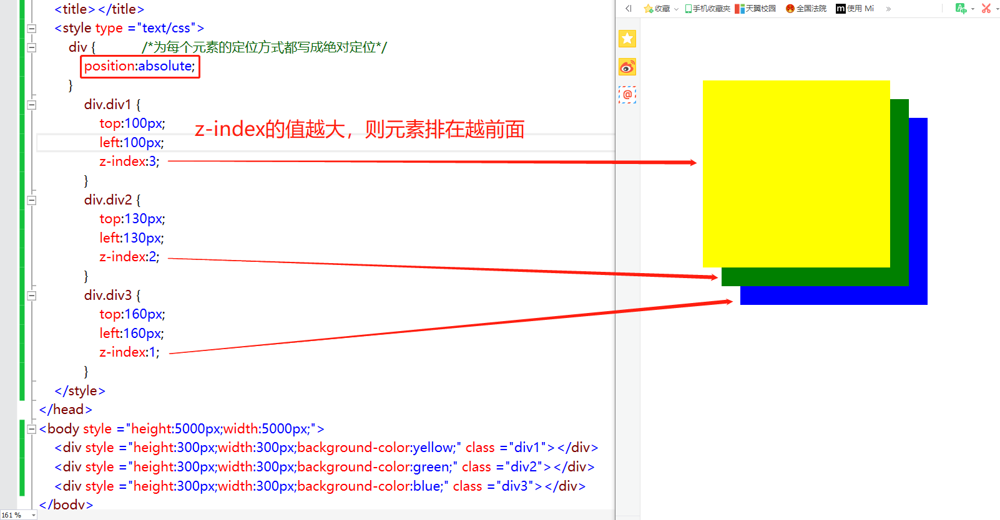 <title></title>
<style type ="text/css">
div {          /*为每个元素的定位方式都写成绝对定位*/
position:absolute;
}
div.div1 {
top:100px;
z-index的值越大，则元素排在越前面
left:100px;
z-index:3;
}
div.div2 {
top:130px;
left:130px;
z-index:2;
}
div.div3 {
top:160px;
left:160px;
z-index:1;
}
</style>
</head>
<body style ="height:5000px;width:5000px;">
<div style ="height:300px;width:300px;background-color:yellow;" class ="div1"></div>
<div style ="height:300px;width:300px;background-color:green;" class ="div2"></div>
<div style ="height:300px;width:300px;background-color:blue;" class ="div3"></div>
</body>
161 %
收藏 手机收藏夹 天翼校园 全国法院 m 使用 Mi »
@